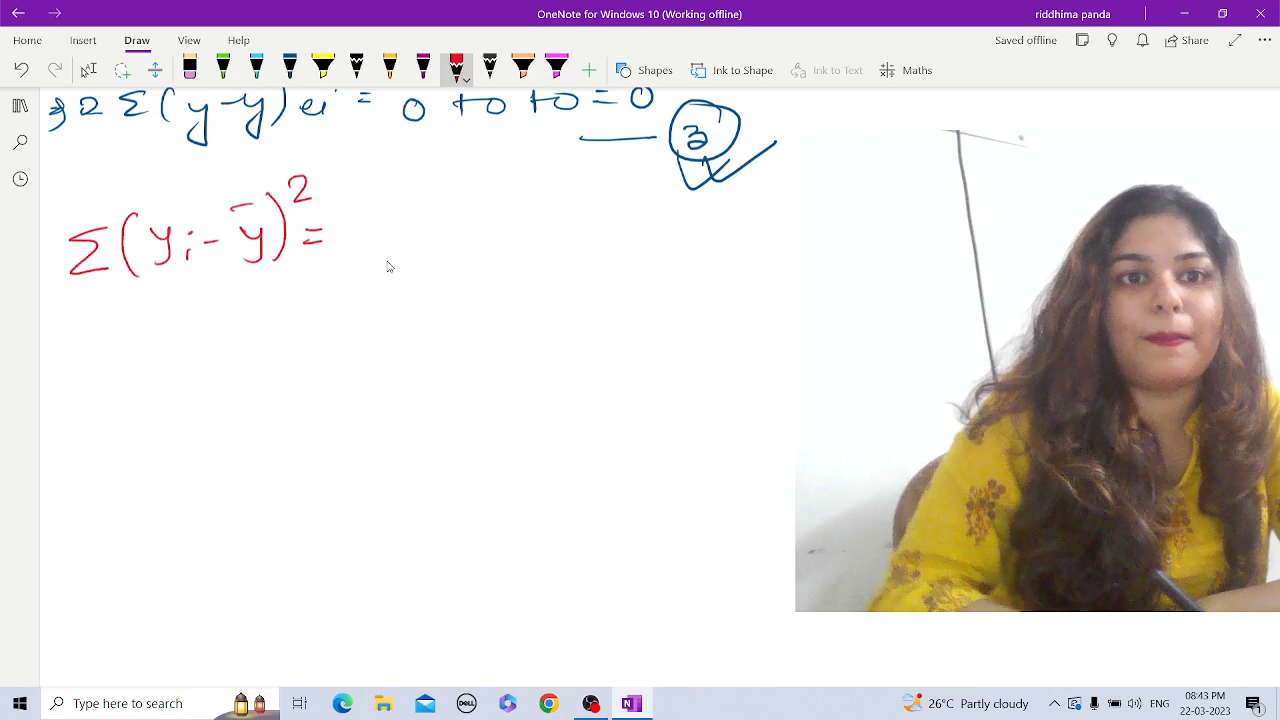 OneNote for Windows 10 (Working offline)
riddhima panda
Home Insert Draw View Help
Saved offline
Share
Shapes
Ink to Shape
Ink to Text
Maths
2 Σ(y-y) ei = 0 +0 +0 = 0
3
Σ(yi - ȳ)² =
Type here to search
DELL
26°C Partly cloudy
ENG
08:43 PM
22-03-2023
1